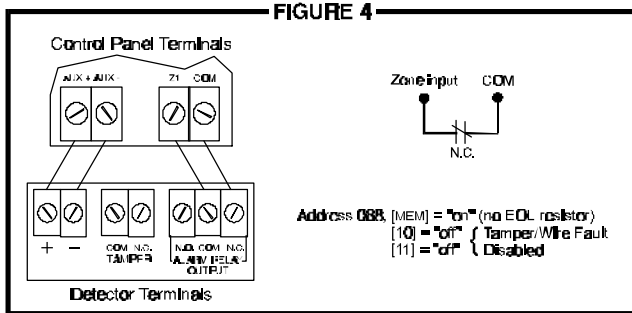 FIGURE 4
Control Panel Terminals
AUX + AUX - Z1 COM
Zone input COM
N.C.
Address 088, [MEM] = "on" (no EOL resistor)
[10] = "off" { Tamper/Wire Fault
[11] = "off" { Disabled
+ - COM N.C. N.O. COM N.C.
TAMPER ALARM RELAY
OUTPUT
Detector Terminals